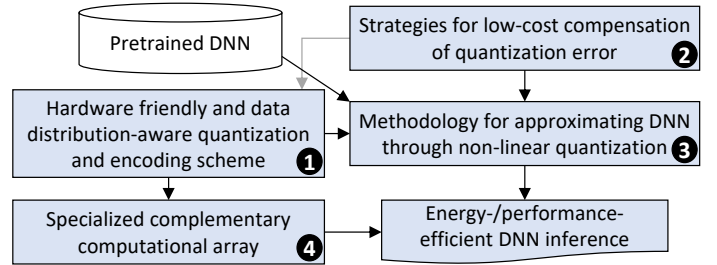 Pretrained DNN
Strategies for low-cost compensation
of quantization error
2
Hardware friendly and data
distribution-aware quantization
and encoding scheme
1
Methodology for approximating DNN
through non-linear quantization
3
Specialized complementary
computational array
4
Energy-/performance-
efficient DNN inference